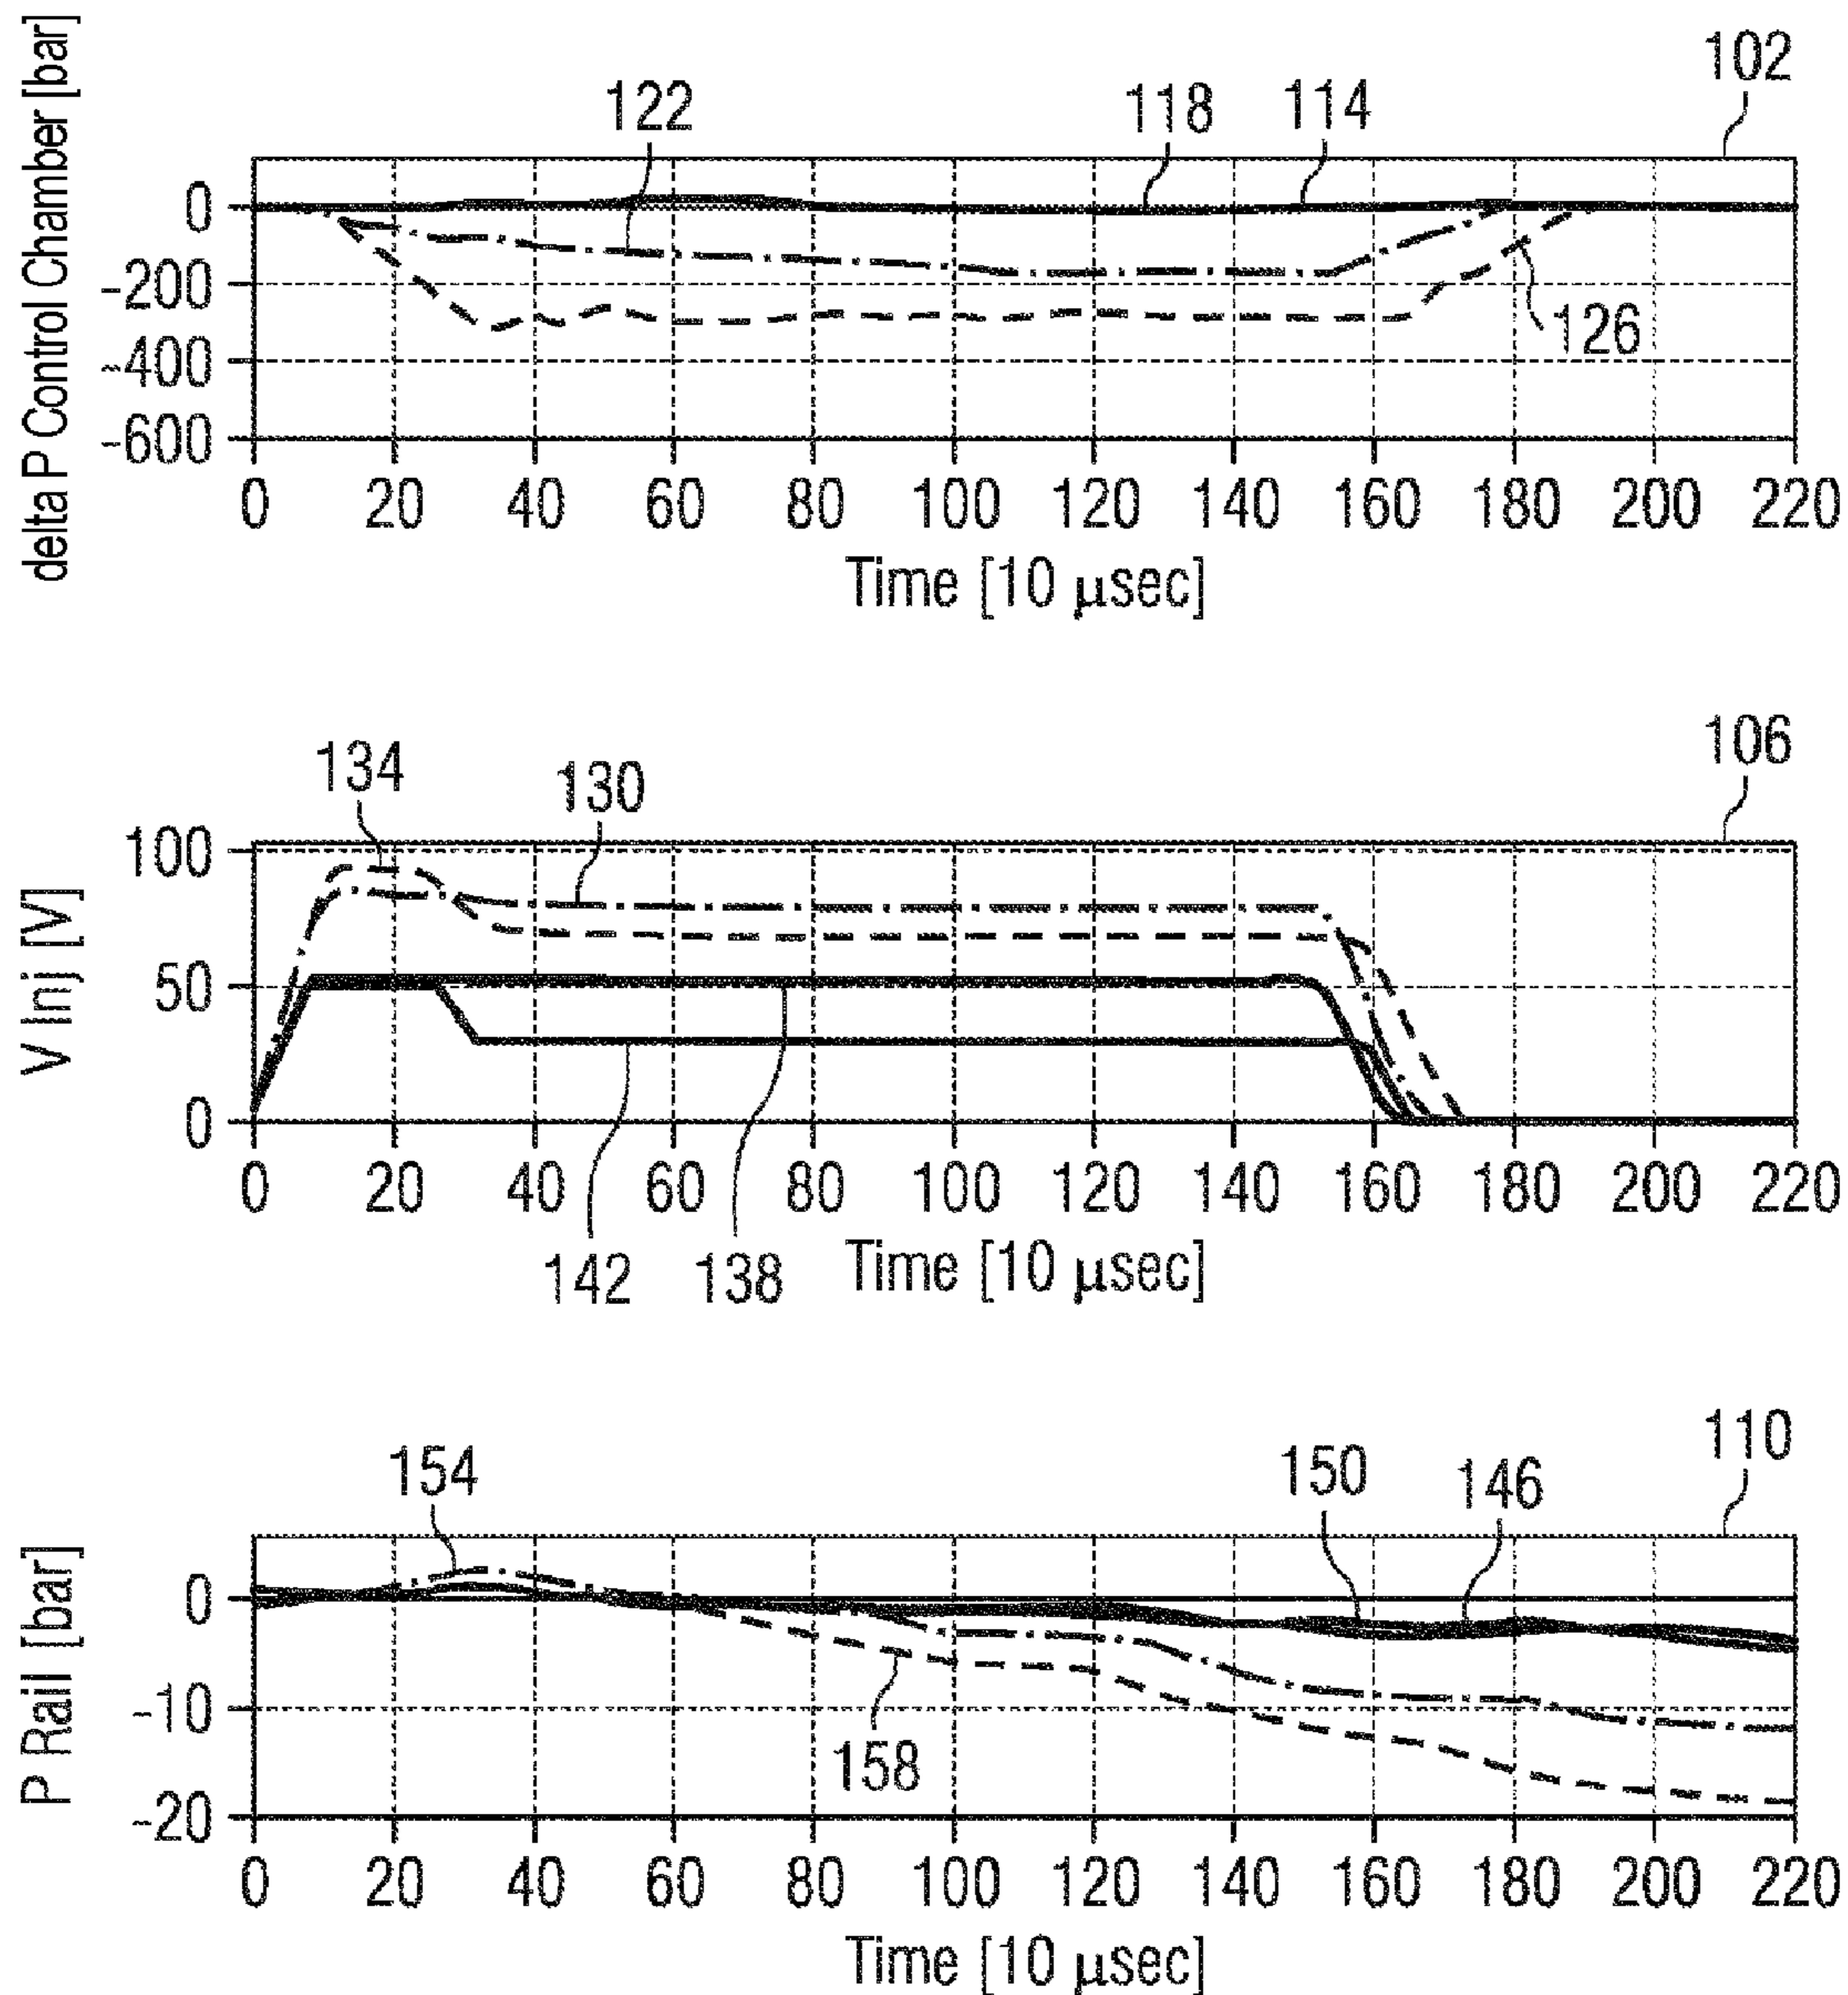 delta P Control Chamber [bar]
102
122
118
114
0
-200
-400
-600
126
0 20 40 60 80 100 120 140 160 180 200 220
Time [10 μsec]
106
134
130
V Inj [V]
100
50
0
0 20 40 60 80 100 120 140 160 180 200 220
142
138
Time [10 μsec]
110
154
150
146
P Rail [bar]
0
-10
-20
158
0 20 40 60 80 100 120 140 160 180 200 220
Time [10 μsec]